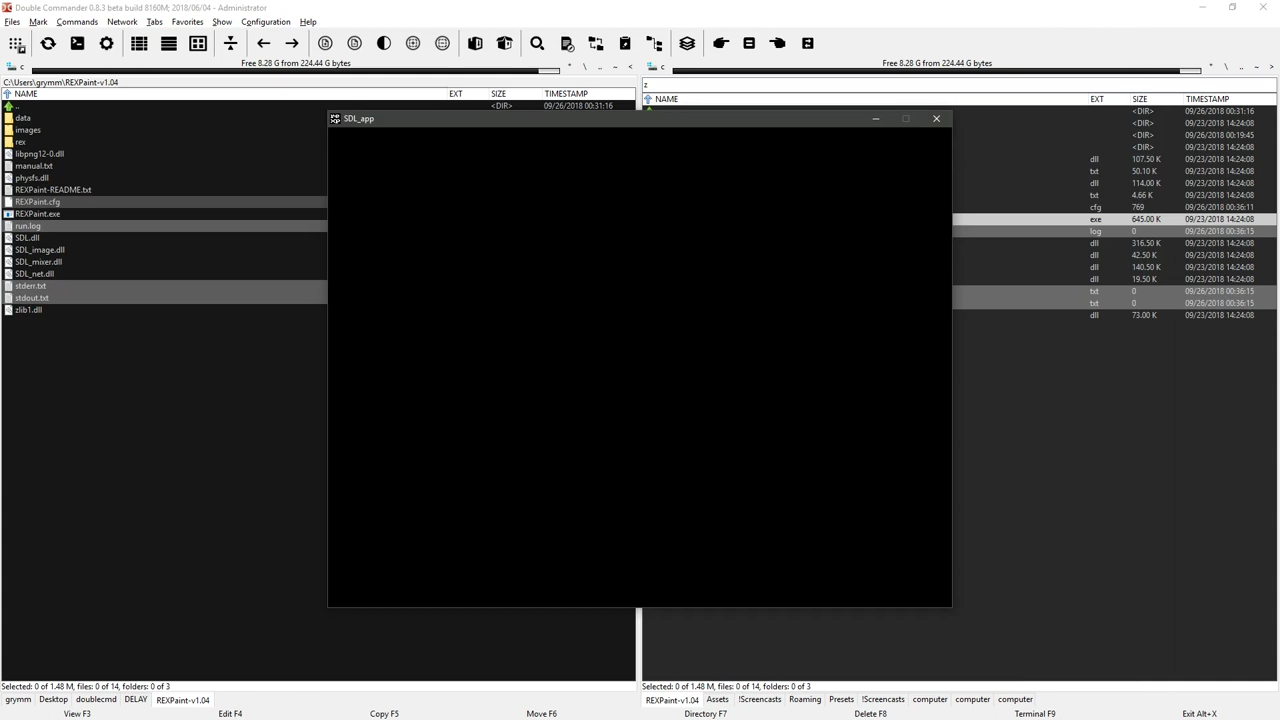 Double Commander 0.8.3 beta build 8160M; 2018/06/04 - Administrator
Files Mark Commands Network Tabs Favorites Show Configuration Help
c Free 8.28 G from 224.44 G bytes * \ .. ~ <
c Free 8.28 G from 224.44 G bytes * \ .. ~ >
C:\Users\grymm\REXPaint-v1.04
NAME EXT SIZE TIMESTAMP
.. <DIR> 09/26/2018 00:31:16
data
images
rex
libpng12-0.dll
manual.txt
physfs.dll
REXPaint-README.txt
REXPaint.cfg
REXPaint.exe
run.log
SDL.dll
SDL_image.dll
SDL_mixer.dll
SDL_net.dll
stderr.txt
stdout.txt
zlib1.dll
SDL_app
z
NAME EXT SIZE TIMESTAMP
<DIR> 09/26/2018 00:31:16
<DIR> 09/23/2018 14:24:08
<DIR> 09/26/2018 00:19:45
<DIR> 09/23/2018 14:24:08
dll 107.50 K 09/23/2018 14:24:08
txt 50.10 K 09/23/2018 14:24:08
dll 114.00 K 09/23/2018 14:24:08
txt 4.66 K 09/23/2018 14:24:08
cfg 769 09/26/2018 00:36:11
exe 645.00 K 09/23/2018 14:24:08
log 0 09/26/2018 00:36:15
dll 316.50 K 09/23/2018 14:24:08
dll 42.50 K 09/23/2018 14:24:08
dll 140.50 K 09/23/2018 14:24:08
dll 19.50 K 09/23/2018 14:24:08
txt 0 09/26/2018 00:36:15
txt 0 09/26/2018 00:36:15
dll 73.00 K 09/23/2018 14:24:08
Selected: 0 of 1.48 M, files: 0 of 14, folders: 0 of 3
Selected: 0 of 1.48 M, files: 0 of 14, folders: 0 of 3
grymm Desktop doublecmd DELAY REXPaint-v1.04
REXPaint-v1.04 Assets !Screencasts Roaming Presets !Screencasts computer computer computer
View F3 Edit F4 Copy F5 Move F6 Directory F7 Delete F8 Terminal F9 Exit Alt+X